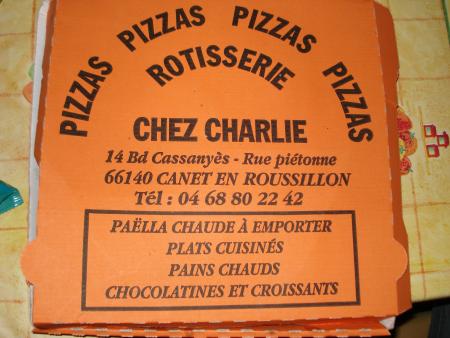 PIZZAS PIZZAS PIZZAS PIZZAS
ROTISSERIE
CHEZ CHARLIE
14 Bd Cassanyès - Rue piétonne
66140 CANET EN ROUSSILLON
Tél : 04 68 80 22 42
PAËLLA CHAUDE À EMPORTER
PLATS CUISINÉS
PAINS CHAUDS
CHOCOLATINES ET CROISSANTS